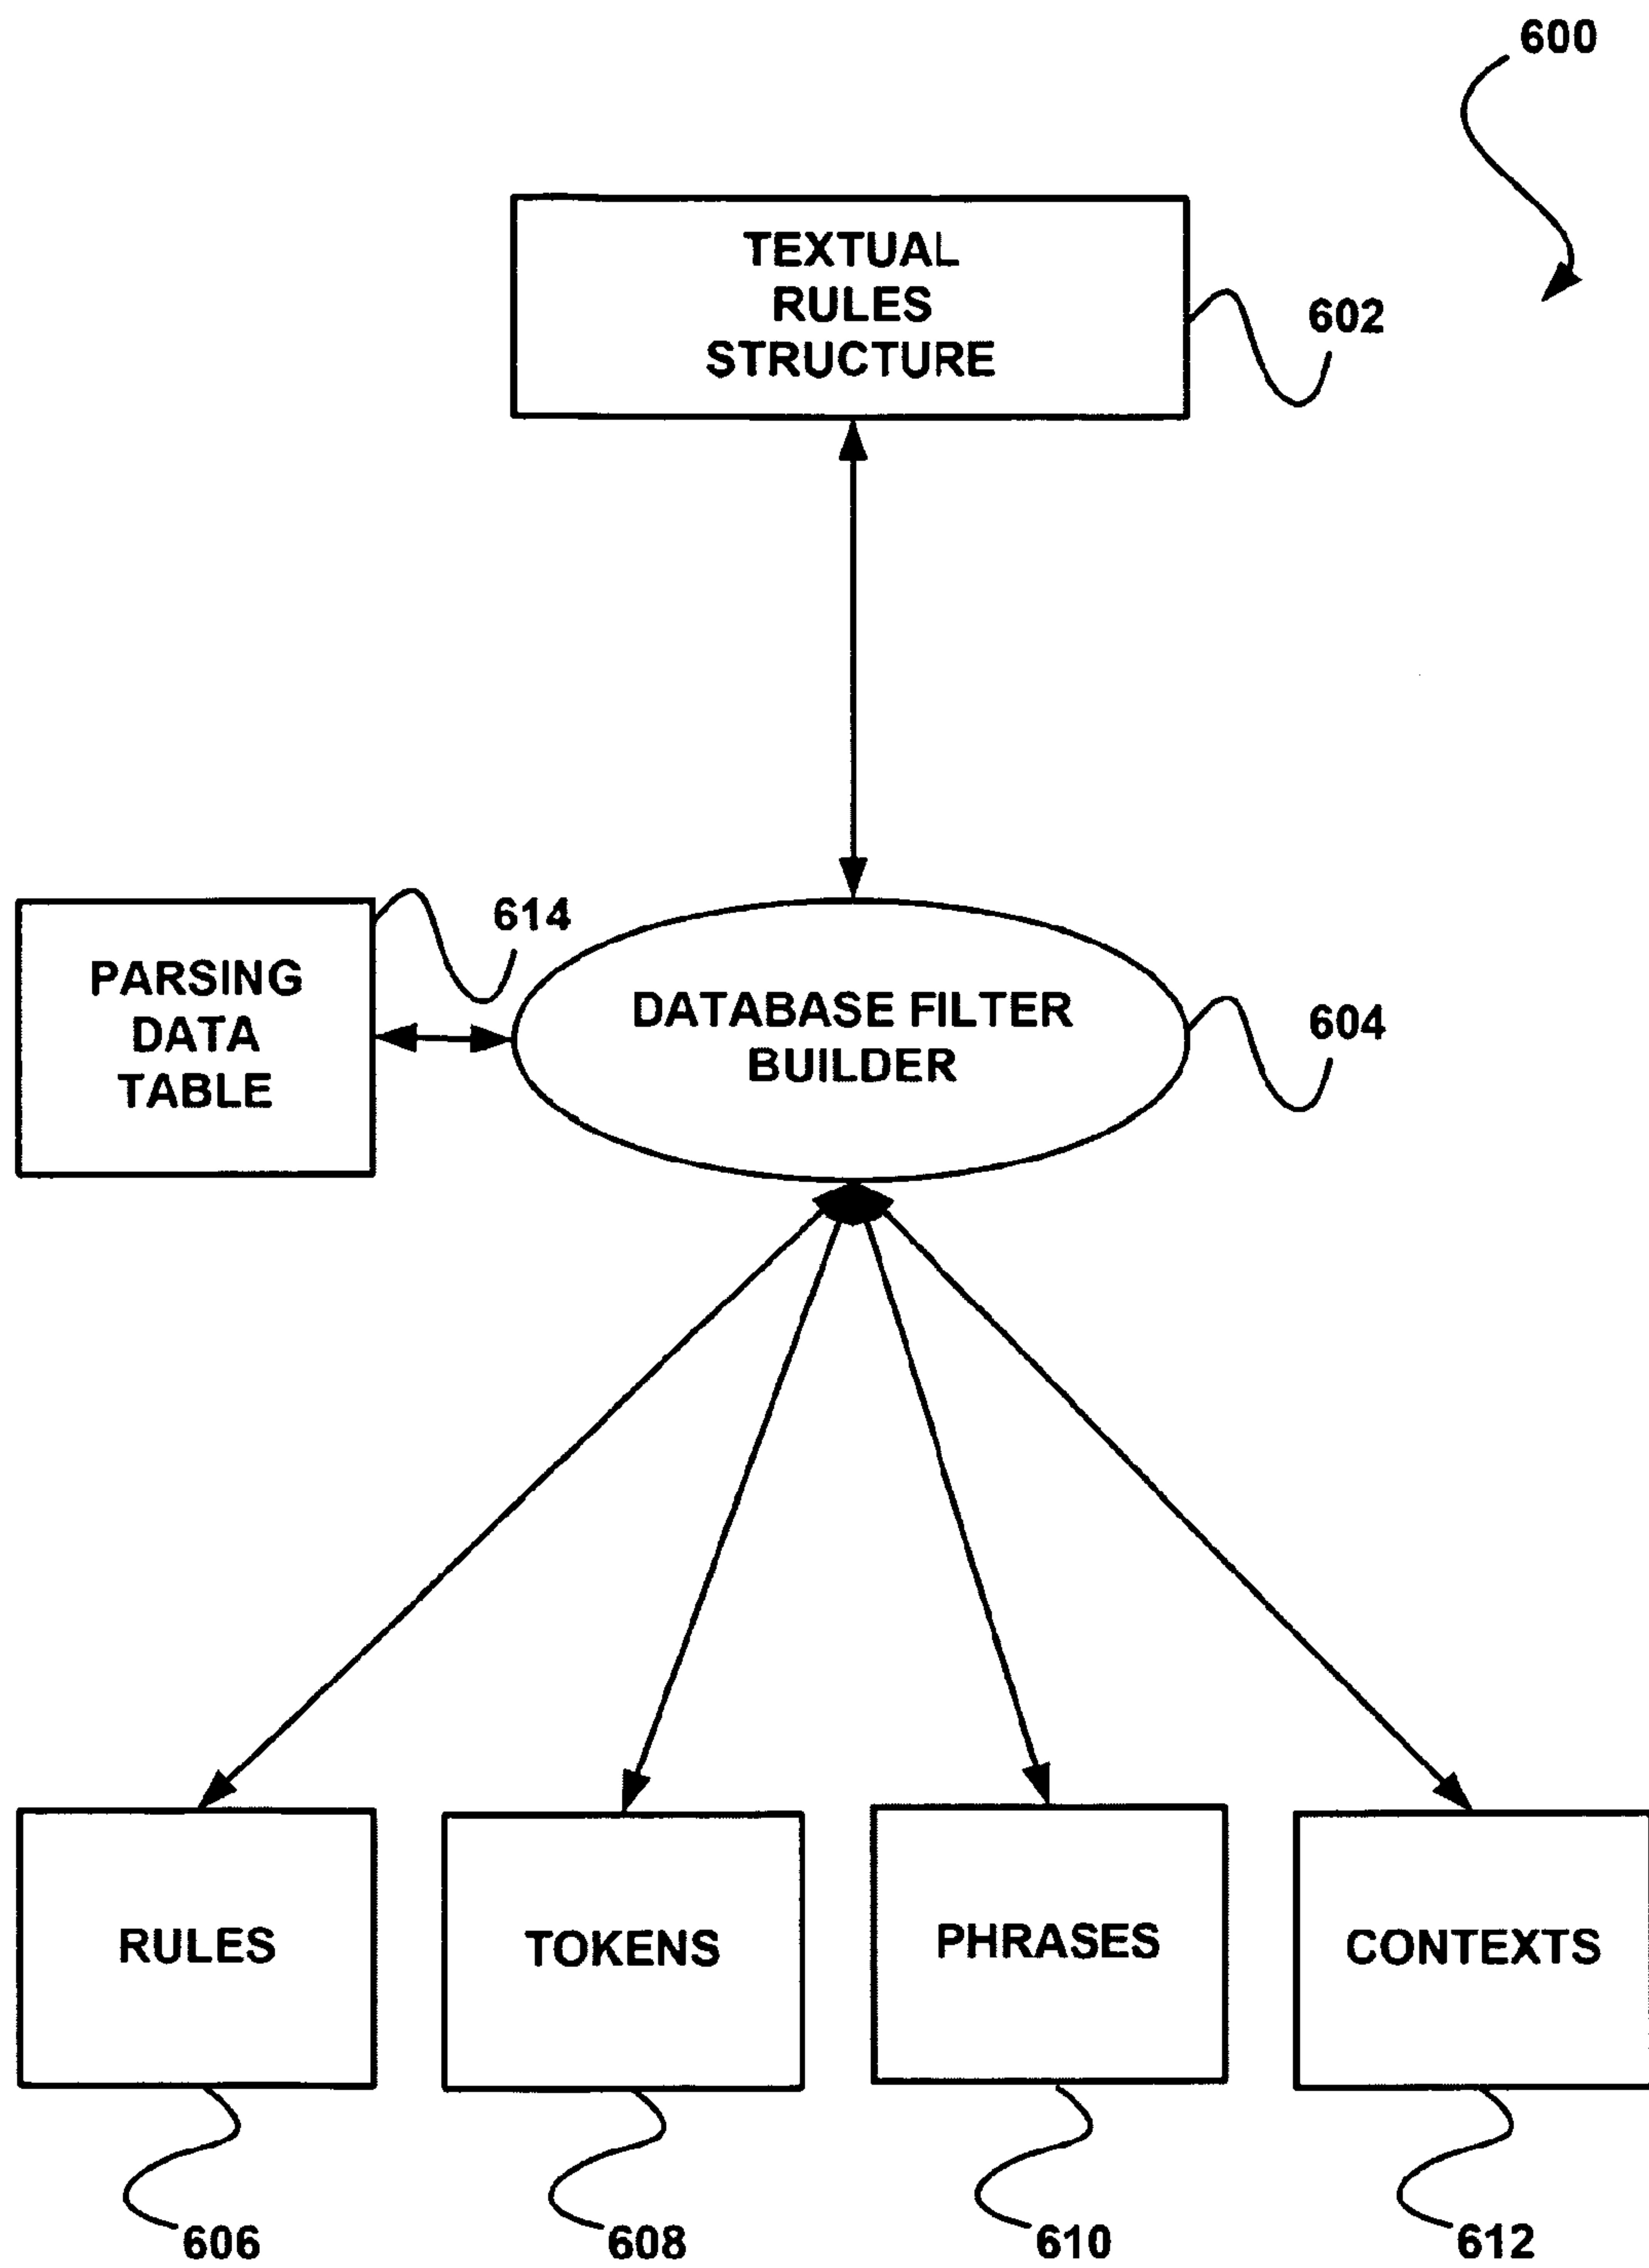 600
TEXTUAL
RULES
STRUCTURE
602
614
PARSING
DATA
TABLE
DATABASE FILTER
BUILDER
604
RULES
TOKENS
PHRASES
CONTEXTS
606
608
610
612